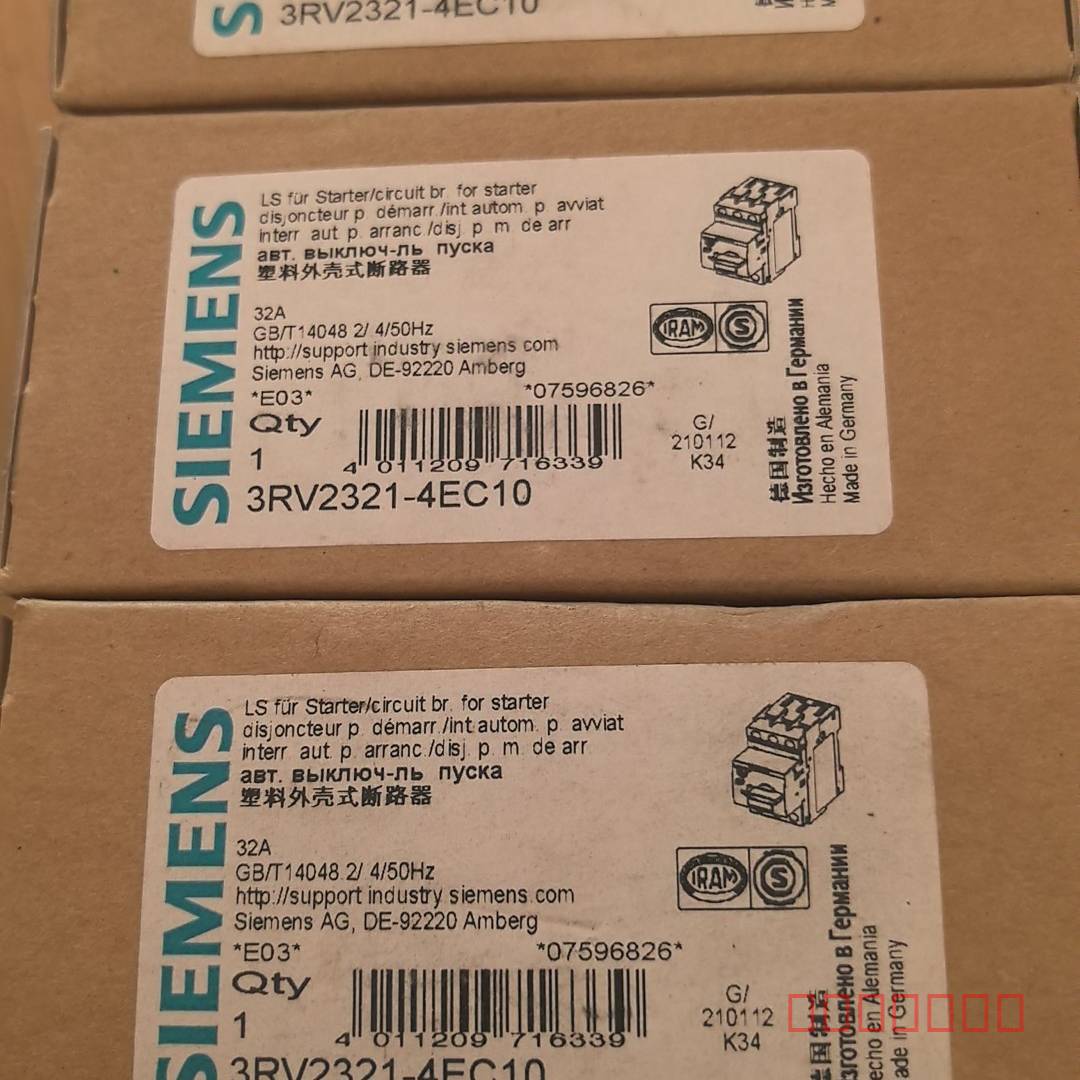 3RV2321-4EC10
SIEMENS
LS für Starter/circuit br. for starter
disjoncteur p. démarr./int.autom. p. avviat
interr. aut. p. arranc./disj. p. m. de arr
авт. выключ-ль пуска
塑料外壳式断路器
32A
GB/T14048.2/ 4/50Hz
http://support.industry.siemens.com
Siemens AG, DE-92220 Amberg
*E03*
*07596826*
Qty
1
4 011209 716339
3RV2321-4EC10
IRAM S
G/
210112
K34
德国制造
Изготовлено в Германии
Hecho en Alemania
Made in Germany
SIEMENS
LS für Starter/circuit br. for starter
disjoncteur p. démarr./int.autom. p. avviat
interr. aut. p. arranc./disj. p. m. de arr
авт. выключ-ль пуска
塑料外壳式断路器
32A
GB/T14048.2/ 4/50Hz
http://support.industry.siemens.com
Siemens AG, DE-92220 Amberg
*E03*
*07596826*
Qty
1
4 011209 716339
3RV2321-4EC10
IRAM S
G/
210112
K34
国制造
зготовлено в Германии
echo en Alemania
ade in Germany